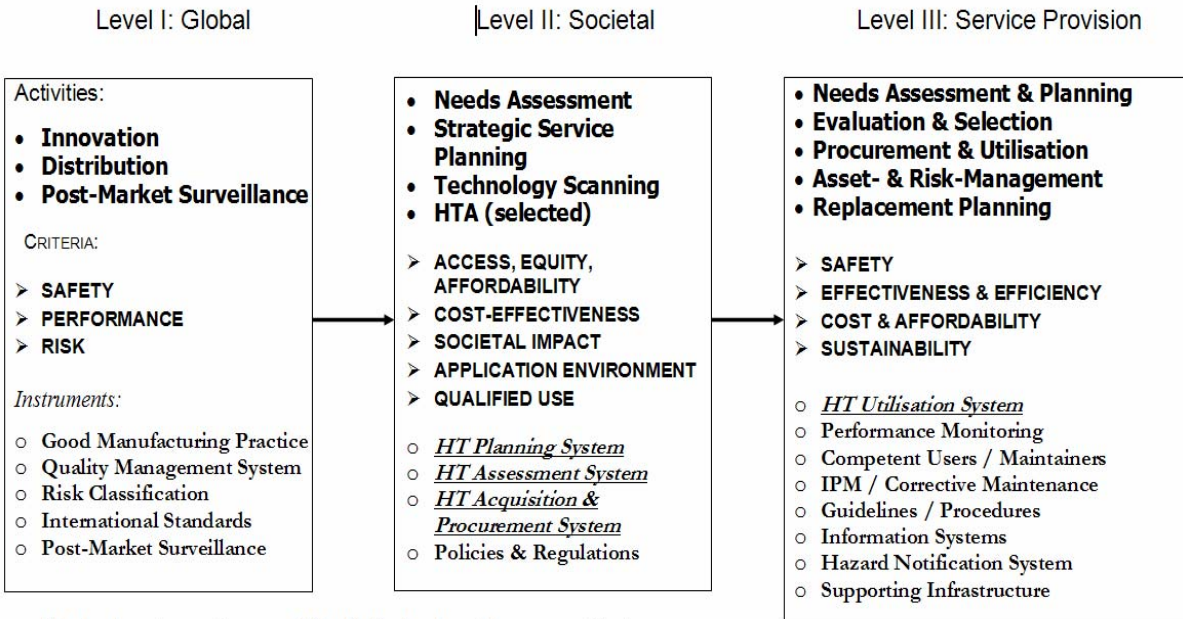 Level I: Global
Level II: Societal
Level III: Service Provision
Activities:
• Innovation
• Distribution
• Post-Market Surveillance
CRITERIA:
➢ SAFETY
➢ PERFORMANCE
➢ RISK
Instruments:
○ Good Manufacturing Practice
○ Quality Management System
○ Risk Classification
○ International Standards
○ Post-Market Surveillance
• Needs Assessment
• Strategic Service
Planning
• Technology Scanning
• HTA (selected)
➢ ACCESS, EQUITY,
AFFORDABILITY
➢ COST-EFFECTIVENESS
➢ SOCIETAL IMPACT
➢ APPLICATION ENVIRONMENT
➢ QUALIFIED USE
○ HT Planning System
○ HT Assessment System
○ HT Acquisition &
Procurement System
○ Policies & Regulations
• Needs Assessment & Planning
• Evaluation & Selection
• Procurement & Utilisation
• Asset- & Risk-Management
• Replacement Planning
➢ SAFETY
➢ EFFECTIVENESS & EFFICIENCY
➢ COST & AFFORDABILITY
➢ SUSTAINABILITY
○ HT Utilisation System
○ Performance Monitoring
○ Competent Users / Maintainers
○ IPM / Corrective Maintenance
○ Guidelines / Procedures
○ Information Systems
○ Hazard Notification System
○ Supporting Infrastructure